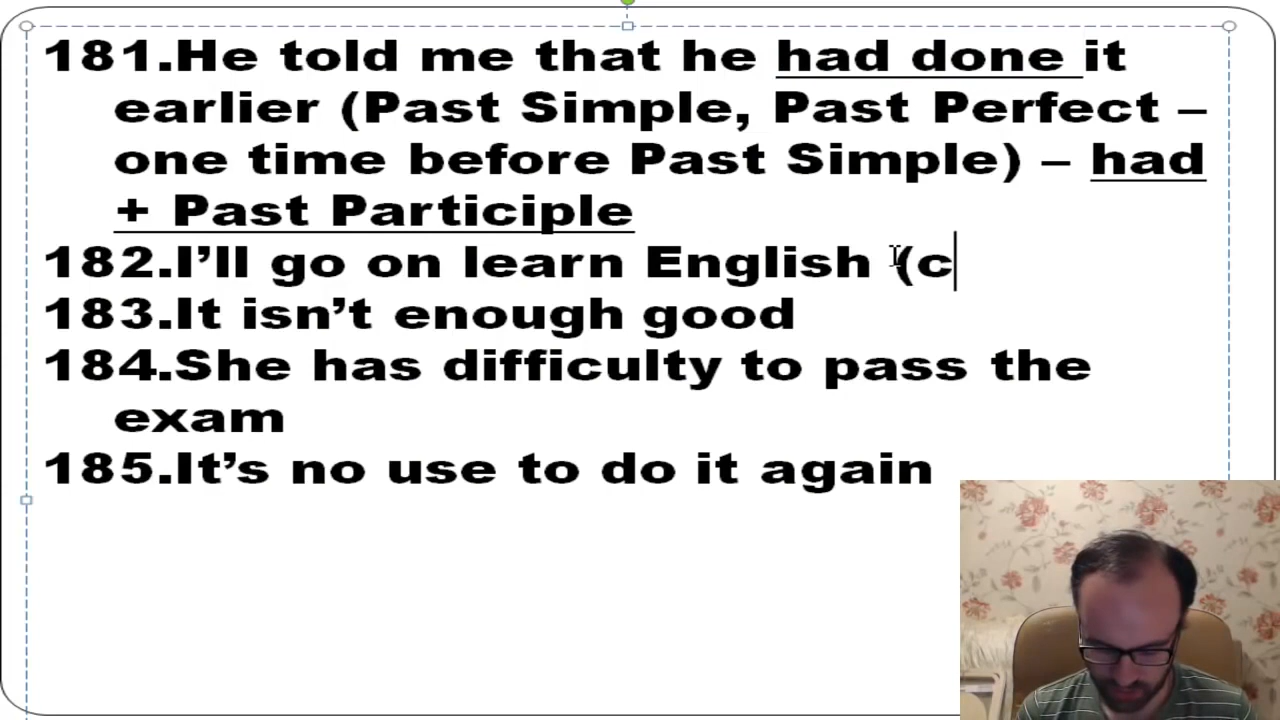 181.He told me that he had done it
earlier (Past Simple, Past Perfect –
one time before Past Simple) – had
+ Past Participle
182.I’ll go on learn English (c
183.It isn’t enough good
184.She has difficulty to pass the
exam
185.It’s no use to do it again